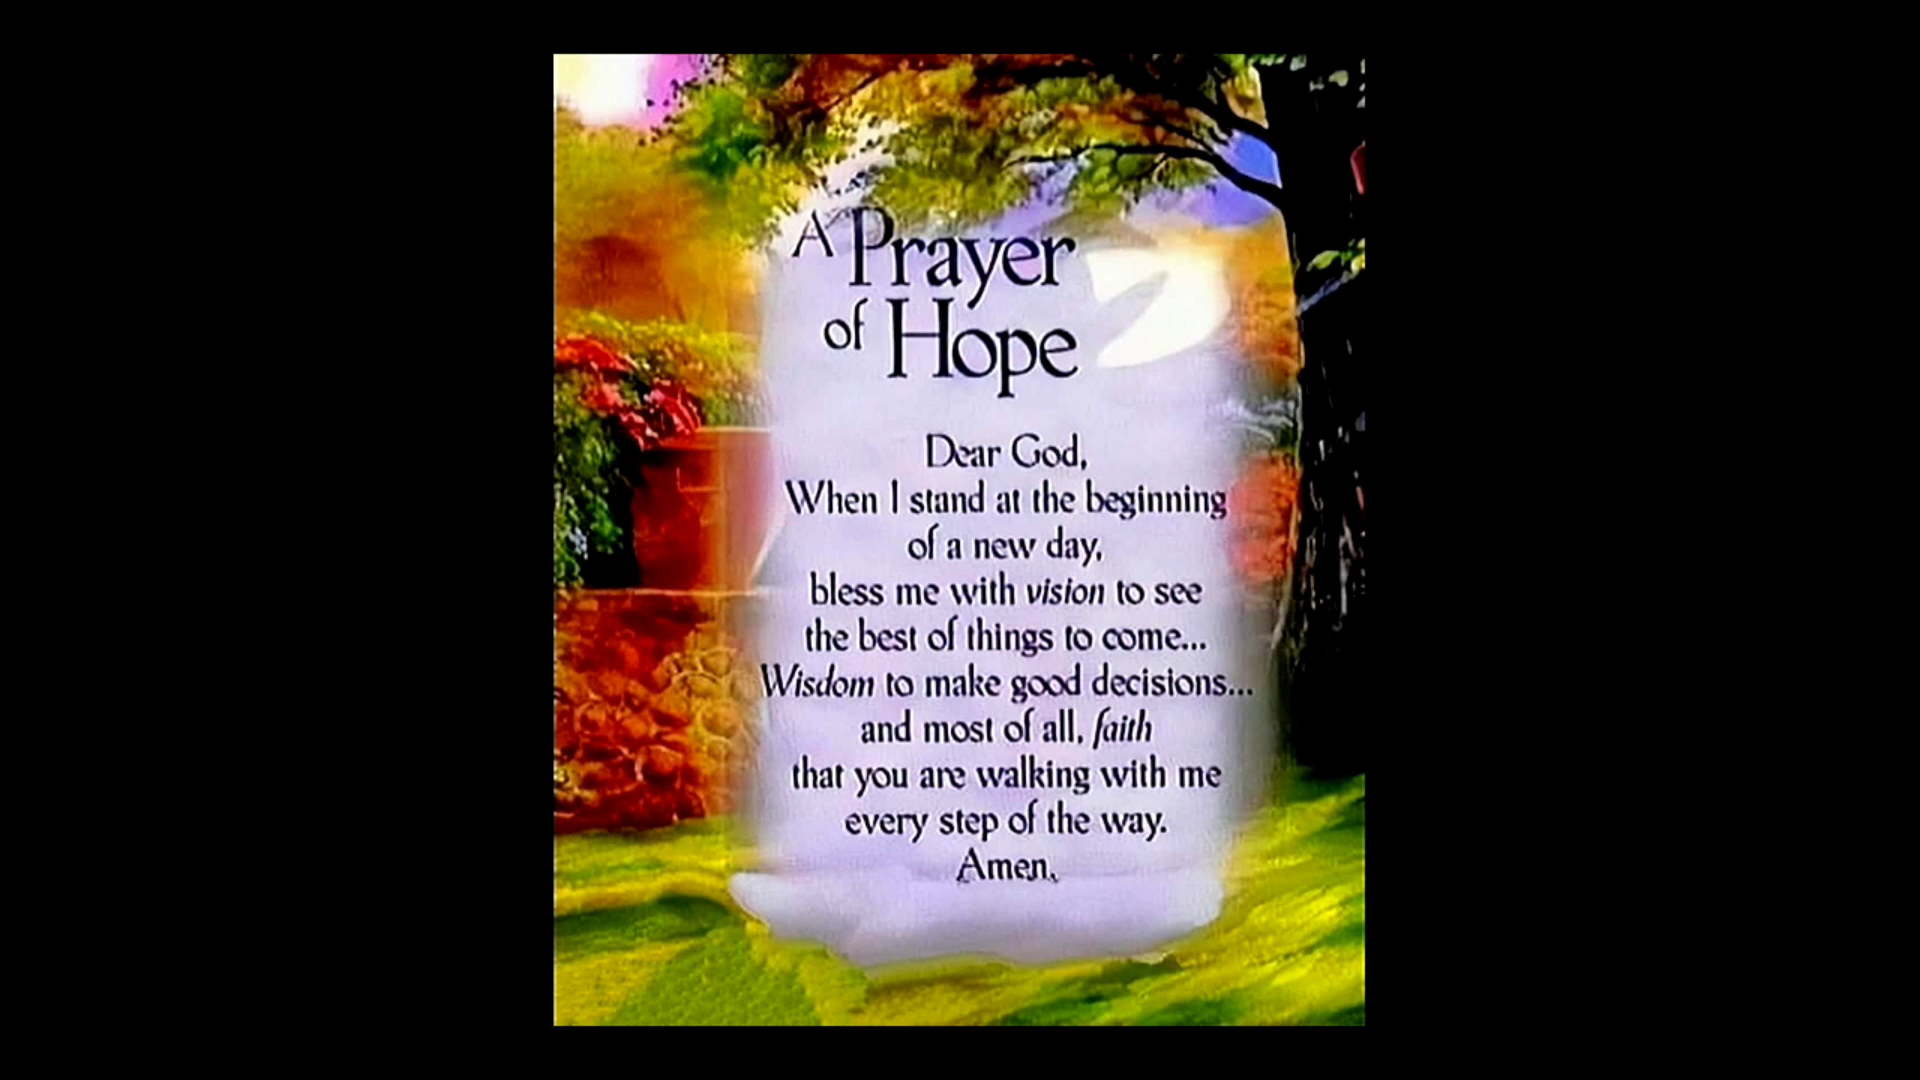 A Prayer
of Hope
Dear God,
When I stand at the beginning
of a new day,
bless me with vision to see
the best of things to come...
Wisdom to make good decisions...
and most of all, faith
that you are walking with me
every step of the way.
Amen.